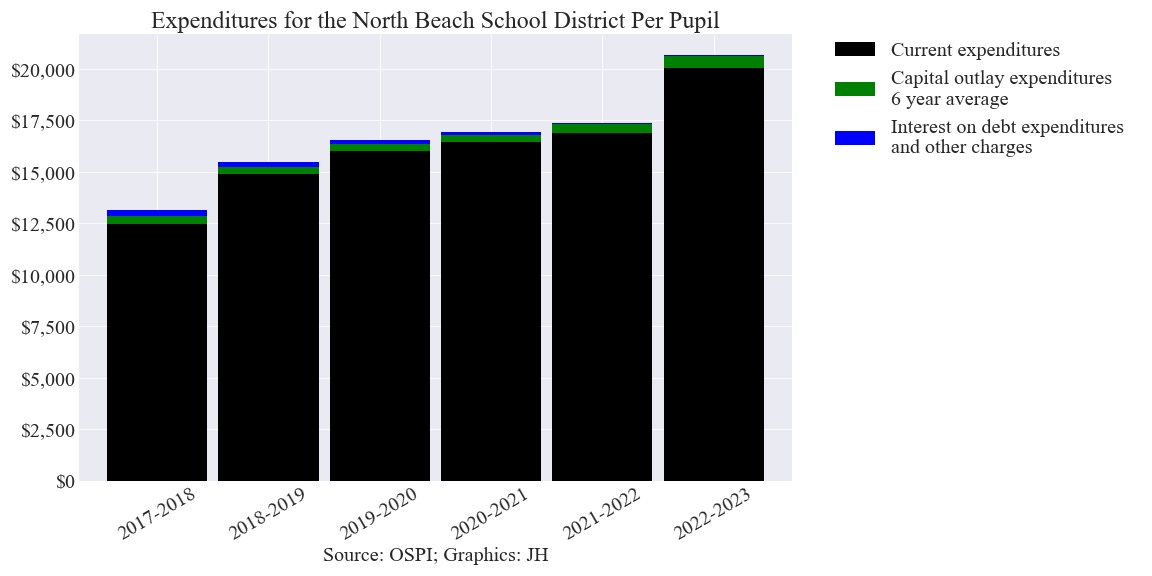 Expenditures for the North Beach School District Per Pupil
$20,000
$17,500
$15,000
$12,500
$10,000
$7,500
$5,000
$2,500
$0
2017-2018
2018-2019
2019-2020
2020-2021
2021-2022
2022-2023
Source: OSPI; Graphics: JH
Current expenditures
Capital outlay expenditures
6 year average
Interest on debt expenditures
and other charges